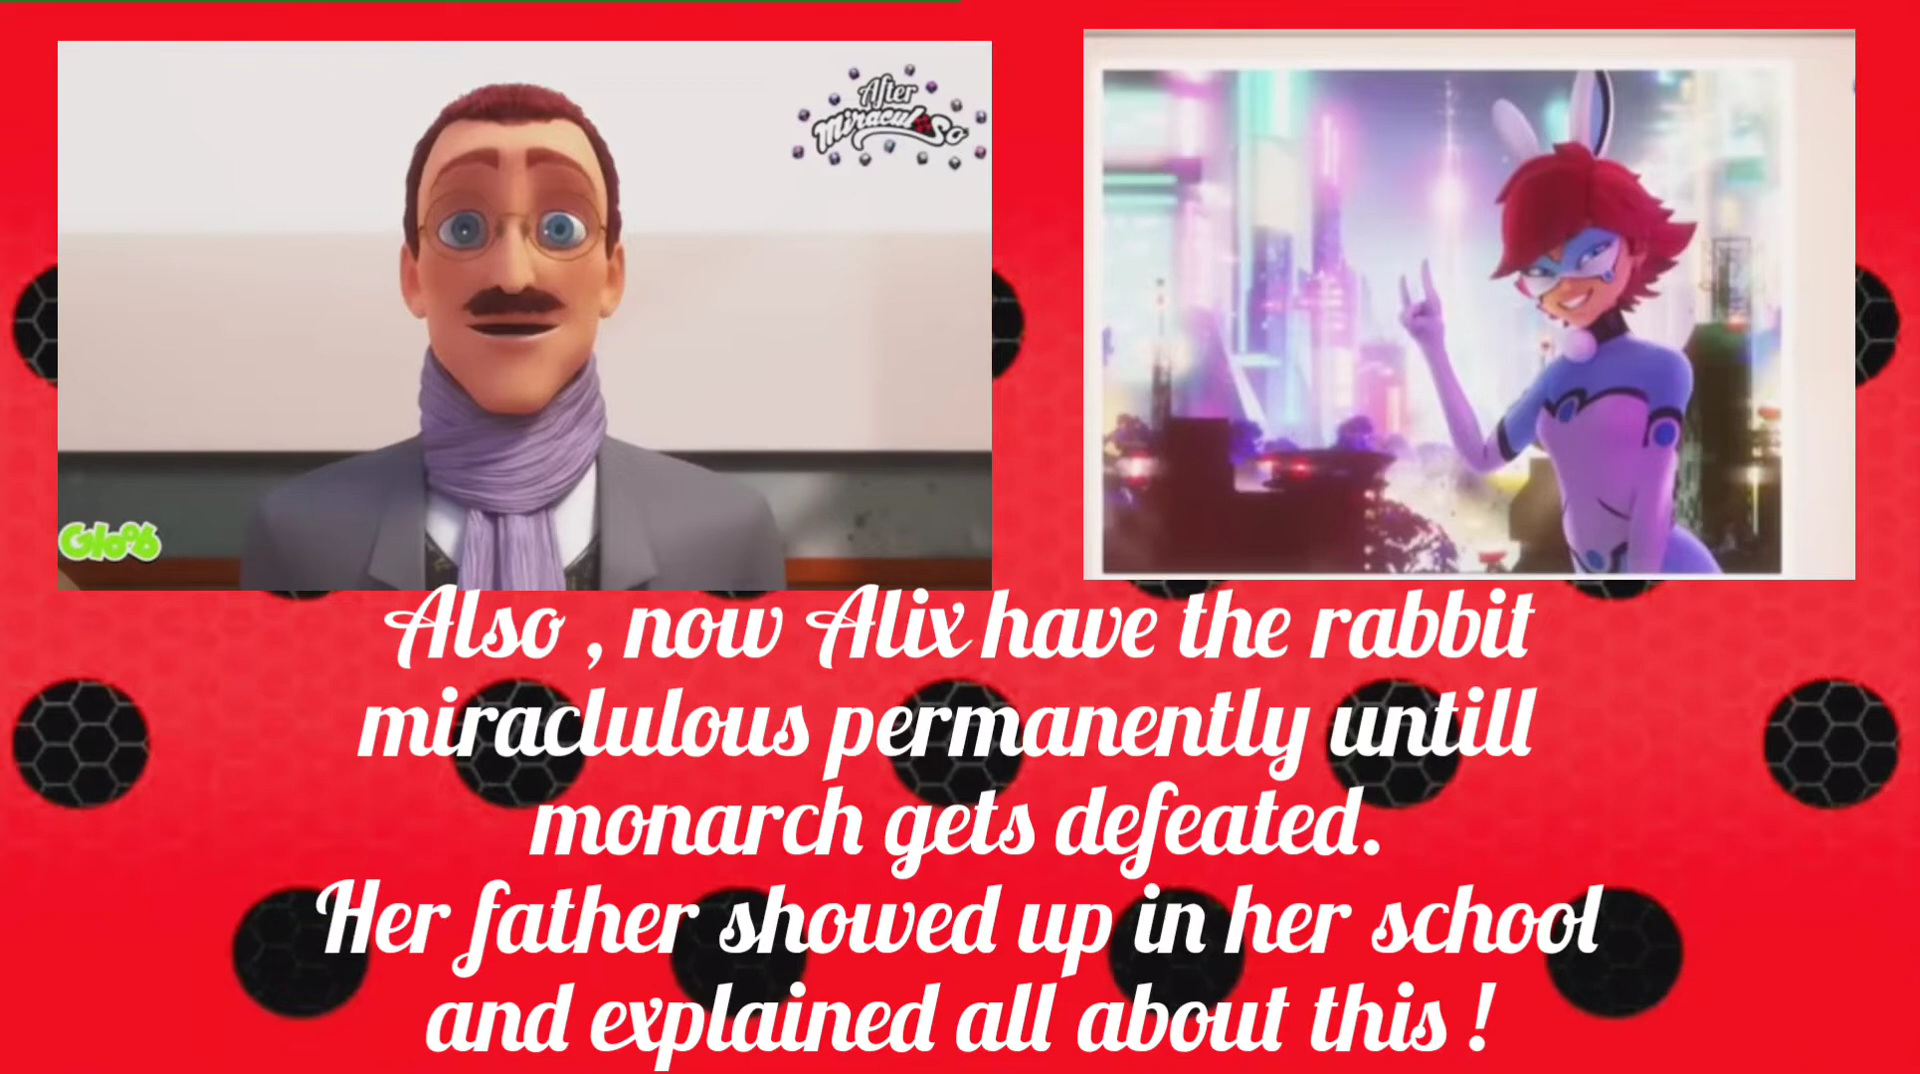 After
Miraculoso
Gloob
Also , now Alix have the rabbit
miraclulous permanently untill
monarch gets defeated.
Her father showed up in her school
and explained all about this !